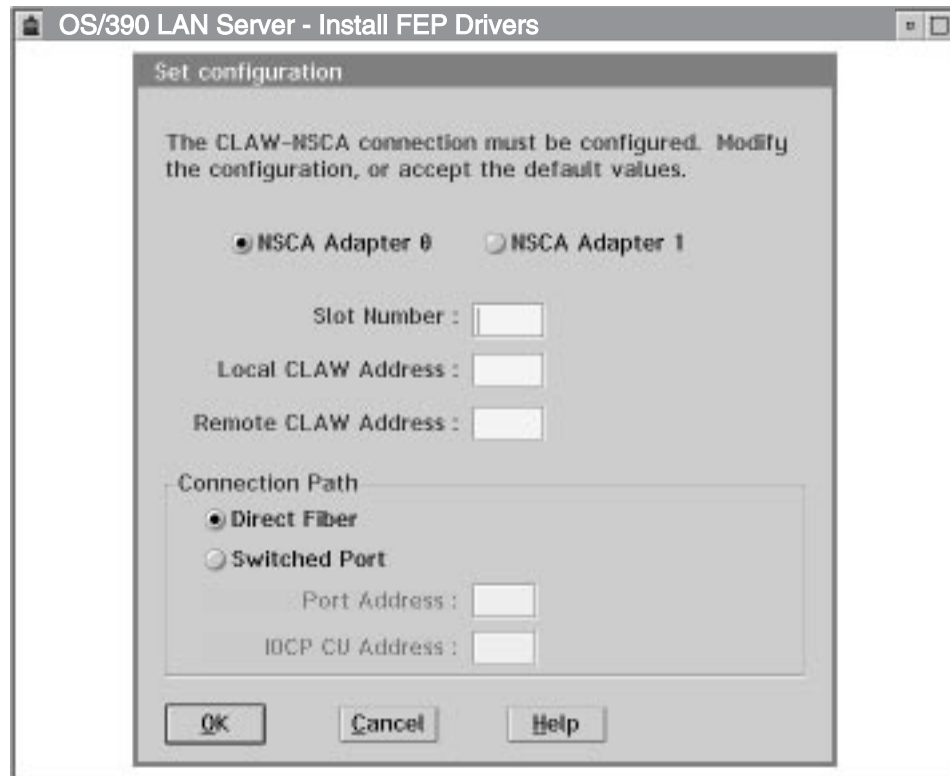 OS/390 LAN Server - Install FEP Drivers
Set configuration
The CLAW-NSCA connection must be configured. Modify
the configuration, or accept the default values.
NSCA Adapter 0 NSCA Adapter 1
Slot Number :
Local CLAW Address :
Remote CLAW Address :
Connection Path
Direct Fiber
Switched Port
Port Address :
IOCP CU Address :
OK Cancel Help